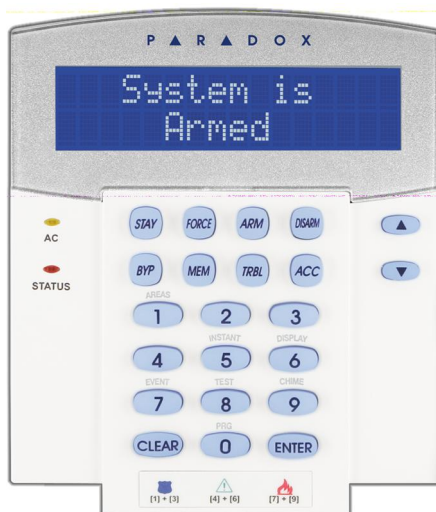 PARADOX
System is
Armed
STAY FORCE ARM DISARM
AC
BYP MEM TRBL ACC
STATUS
AREAS
1 2 3
INSTANT DISPLAY
4 5 6
EVENT TEST CHIME
7 8 9
PRG
CLEAR 0 ENTER
[1] + [3] [4] + [6] [7] + [9]